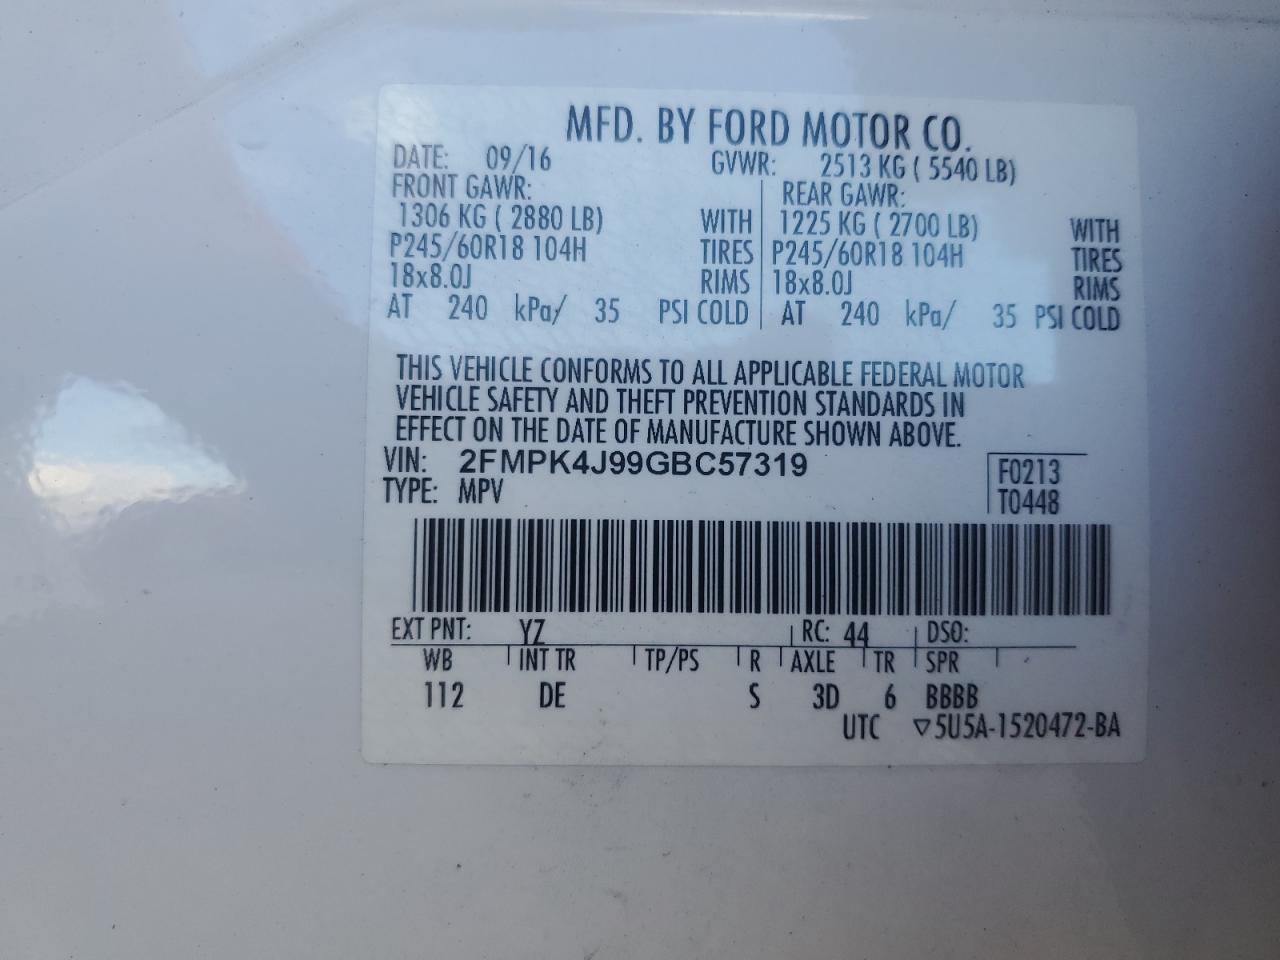 MFD. BY FORD MOTOR CO.
DATE: 09/16 GVWR: 2513 KG ( 5540 LB)
FRONT GAWR: REAR GAWR:
1306 KG ( 2880 LB) WITH 1225 KG ( 2700 LB) WITH
P245/60R18 104H TIRES P245/60R18 104H TIRES
18x8.0J RIMS 18x8.0J RIMS
AT 240 kPa/ 35 PSI COLD AT 240 kPa/ 35 PSI COLD
THIS VEHICLE CONFORMS TO ALL APPLICABLE FEDERAL MOTOR
VEHICLE SAFETY AND THEFT PREVENTION STANDARDS IN
EFFECT ON THE DATE OF MANUFACTURE SHOWN ABOVE.
VIN: 2FMPK4J99GBC57319 F0213
TYPE: MPV T0448
EXT PNT: YZ RC: 44 DSO:
WB INT TR TP/PS R AXLE TR SPR
112 DE S 3D 6 BBBB
UTC ▽5U5A-1520472-BA